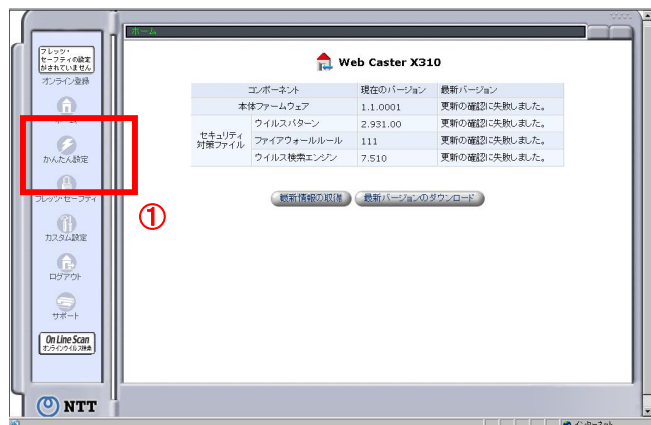 ホーム
フレッツ・
セーフティの設定
がされていません
オンライン登録
ホーム
かんたん設定
フレッツ・セーフティ
カスタム設定
ログアウト
サポート
On Line Scan
オンラインウイルス検索
NTT
①
Web Caster X310
コンポーネント 現在のバージョン 最新バージョン
本体ファームウェア 1.1.0001 更新の確認に失敗しました。
セキュリティ
対策ファイル
ウイルスパターン 2.931.00 更新の確認に失敗しました。
ファイアウォールルール 111 更新の確認に失敗しました。
ウイルス検索エンジン 7.510 更新の確認に失敗しました。
最新情報の取得 最新バージョンのダウンロード
インターネット